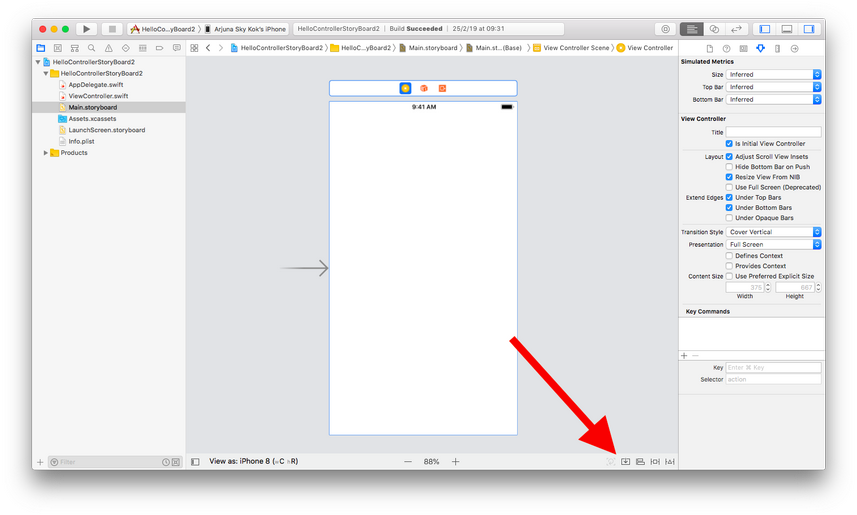 HelloCo...yBoard2 〉 Arjuna Sky Kok's iPhone
HelloControllerStoryBoard2 | Build Succeeded | 25/2/19 at 09:31
HelloControllerStoryBoard2 〉 HelloC...yBoard2 〉 Main.storyboard 〉 Main.st...(Base) 〉 View Controller Scene 〉 View Controller
HelloControllerStoryBoard2
HelloControllerStoryBoard2
AppDelegate.swift
ViewController.swift
Main.storyboard
Assets.xcassets
LaunchScreen.storyboard
Info.plist
Products
Filter
9:41 AM
View as: iPhone 8 (wC hR)
— 88% +
Simulated Metrics
Size Inferred
Top Bar Inferred
Bottom Bar Inferred
View Controller
Title
Is Initial View Controller
Layout Adjust Scroll View Insets
Hide Bottom Bar on Push
Resize View From NIB
Use Full Screen (Deprecated)
Extend Edges Under Top Bars
Under Bottom Bars
Under Opaque Bars
Transition Style Cover Vertical
Presentation Full Screen
Defines Context
Provides Context
Content Size Use Preferred Explicit Size
375 667
Width Height
Key Commands
+ —
Key Enter ⌘ Key
Selector action